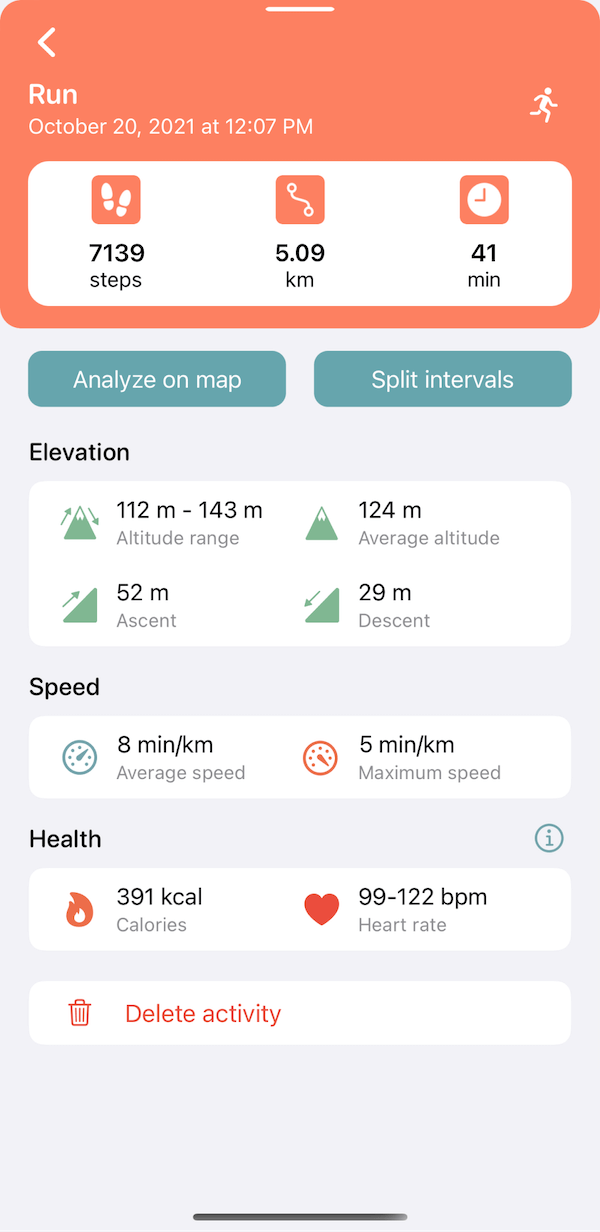 Run
October 20, 2021 at 12:07 PM
7139 5.09 41
steps km min
Analyze on map Split intervals
Elevation
112 m - 143 m 124 m
Altitude range Average altitude
52 m 29 m
Ascent Descent
Speed
8 min/km 5 min/km
Average speed Maximum speed
Health
391 kcal 99-122 bpm
Calories Heart rate
Delete activity